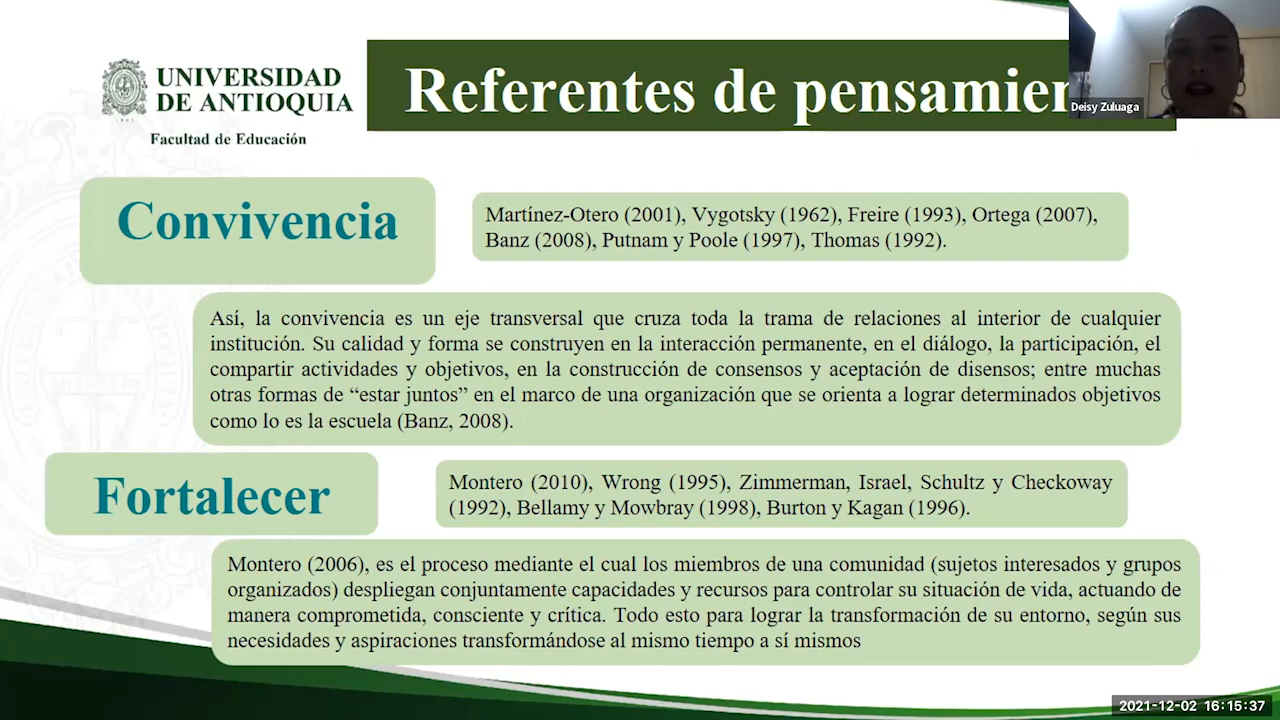 UNIVERSIDAD
DE ANTIOQUIA
Facultad de Educación
Referentes de pensamien
Deisy Zuluaga
Convivencia
Martínez-Otero (2001), Vygotsky (1962), Freire (1993), Ortega (2007),
Banz (2008), Putnam y Poole (1997), Thomas (1992).
Así, la convivencia es un eje transversal que cruza toda la trama de relaciones al interior de cualquier
institución. Su calidad y forma se construyen en la interacción permanente, en el diálogo, la participación, el
compartir actividades y objetivos, en la construcción de consensos y aceptación de disensos; entre muchas
otras formas de “estar juntos” en el marco de una organización que se orienta a lograr determinados objetivos
como lo es la escuela (Banz, 2008).
Fortalecer
Montero (2010), Wrong (1995), Zimmerman, Israel, Schultz y Checkoway
(1992), Bellamy y Mowbray (1998), Burton y Kagan (1996).
Montero (2006), es el proceso mediante el cual los miembros de una comunidad (sujetos interesados y grupos
organizados) despliegan conjuntamente capacidades y recursos para controlar su situación de vida, actuando de
manera comprometida, consciente y crítica. Todo esto para lograr la transformación de su entorno, según sus
necesidades y aspiraciones transformándose al mismo tiempo a sí mismos
2021-12-02 16:15:37